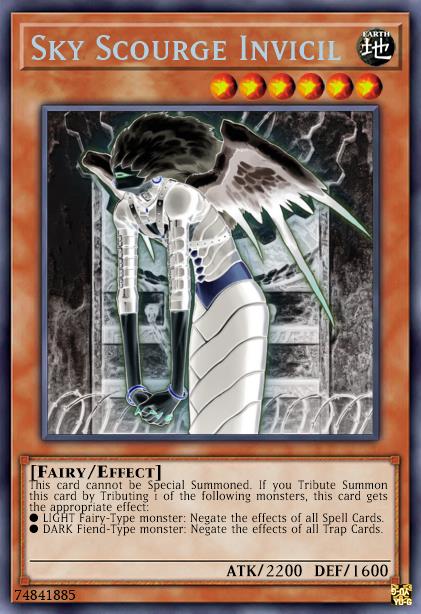 SKY SCOURGE INVICIL
EARTH
地
[FAIRY/EFFECT]
This card cannot be Special Summoned. If you Tribute Summon
this card by Tributing 1 of the following monsters, this card gets
the appropriate effect:
● LIGHT Fairy-Type monster: Negate the effects of all Spell Cards.
● DARK Fiend-Type monster: Negate the effects of all Trap Cards.
ATK/2200 DEF/1600
74841885